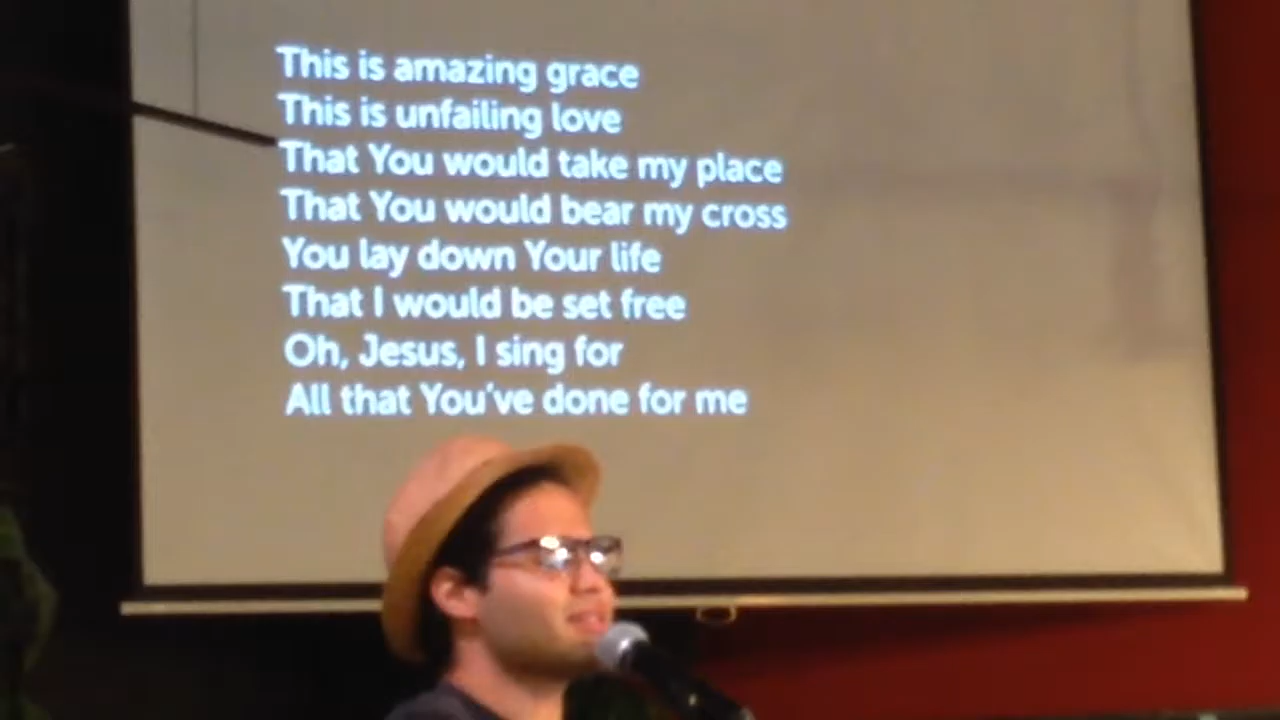 This is amazing grace
This is unfailing love
That You would take my place
That You would bear my cross
You lay down Your life
That I would be set free
Oh, Jesus, I sing for
All that You've done for me